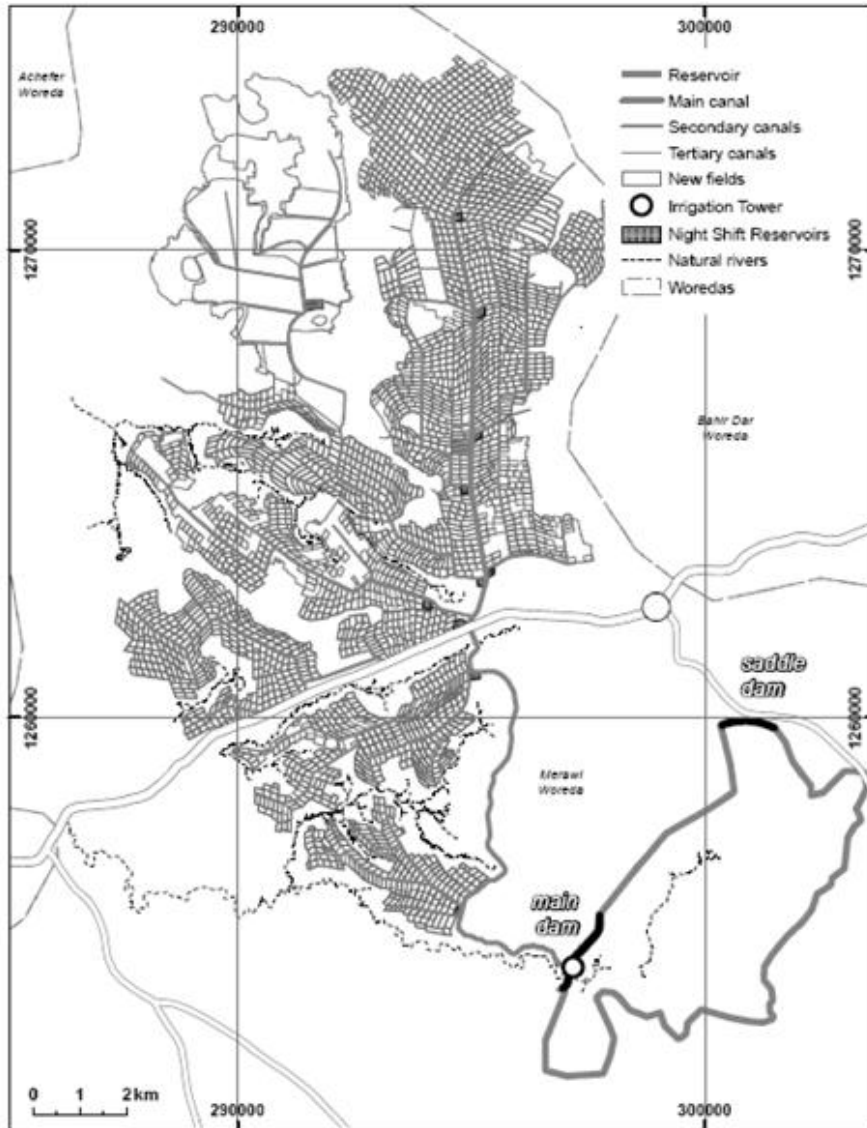 290000
300000
Achefer
Woreda
Reservoir
Main canal
Secondary canals
Tertiary canals
New fields
Irrigation Tower
Night Shift Reservoirs
Natural rivers
Woredas
1270000
1270000
Bahir Dar
Woreda
saddle
dam
1260000
1260000
Merawi
Woreda
main
dam
0 1 2 km
290000
300000